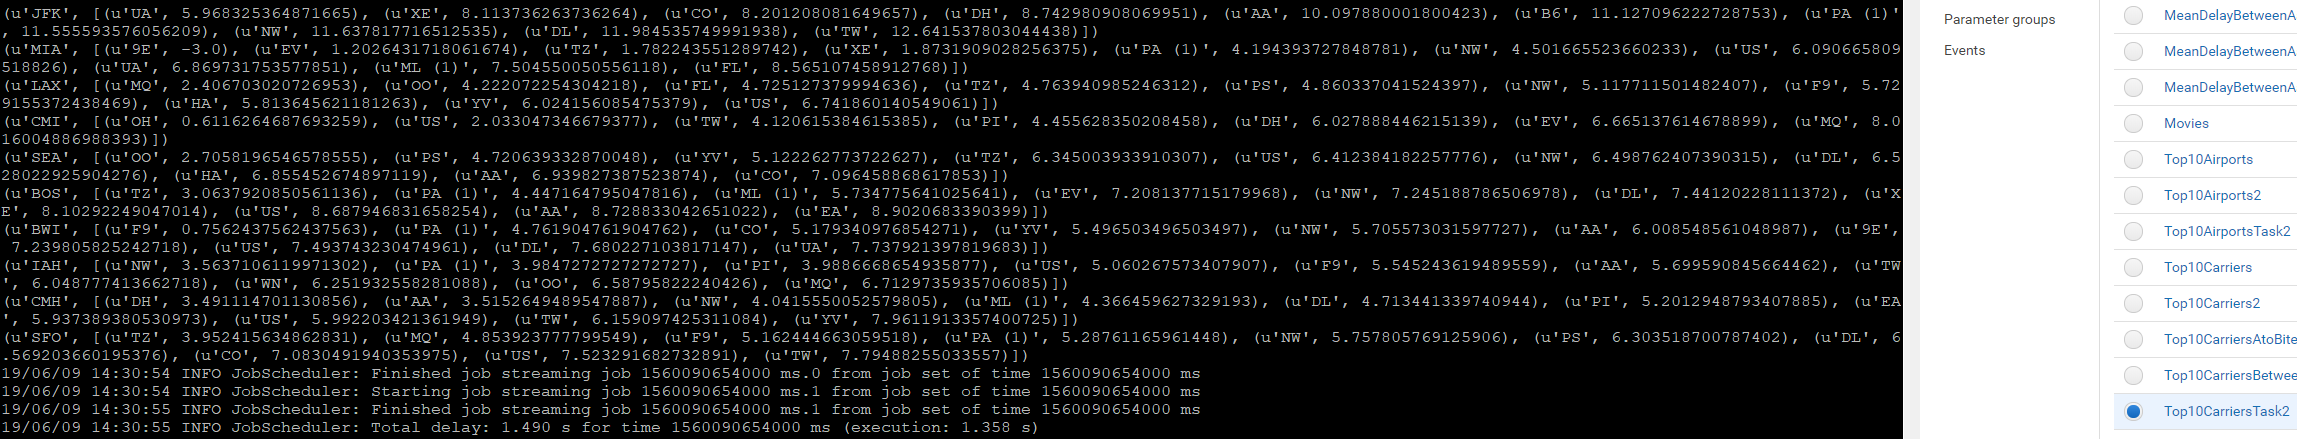 (u'JFK', [(u'UA', 5.968325364871665), (u'XE', 8.113736263736264), (u'CO', 8.201208081649657), (u'DH', 8.742980908069951), (u'AA', 10.097880001800423), (u'B6', 11.127096222728753), (u'PA (1)'
, 11.555593576056209), (u'NW', 11.637817716512535), (u'DL', 11.984535749991938), (u'TW', 12.641537803044438)])
(u'MIA', [(u'9E', -3.0), (u'EV', 1.2026431718061674), (u'TZ', 1.782243551289742), (u'XE', 1.8731909028256375), (u'PA (1)', 4.194393727848781), (u'NW', 4.501665523660233), (u'US', 6.090665809
518826), (u'UA', 6.869731753577851), (u'ML (1)', 7.504550050556118), (u'FL', 8.565107458912768)])
(u'LAX', [(u'MQ', 2.406703020726953), (u'OO', 4.222072254304218), (u'FL', 4.725127379994636), (u'TZ', 4.763940985246312), (u'PS', 4.860337041524397), (u'NW', 5.117711501482407), (u'F9', 5.72
9155372438469), (u'HA', 5.813645621181263), (u'YV', 6.024156085475379), (u'US', 6.741860140549061)])
(u'CMI', [(u'OH', 0.6116264687693259), (u'US', 2.033047346679377), (u'TW', 4.120615384615385), (u'PI', 4.455628350208458), (u'DH', 6.027888446215139), (u'EV', 6.665137614678899), (u'MQ', 8.0
16004886988393)])
(u'SEA', [(u'OO', 2.7058196546578555), (u'PS', 4.720639332870048), (u'YV', 5.122262773722627), (u'TZ', 6.345003933910307), (u'US', 6.412384182257776), (u'NW', 6.498762407390315), (u'DL', 6.5
28022925904276), (u'HA', 6.855452674897119), (u'AA', 6.939827387523874), (u'CO', 7.096458868617853)])
(u'BOS', [(u'TZ', 3.0637920850561136), (u'PA (1)', 4.447164795047816), (u'ML (1)', 5.734775641025641), (u'EV', 7.208137715179968), (u'NW', 7.245188786506978), (u'DL', 7.44120228111372), (u'X
E', 8.10292249047014), (u'US', 8.687946831658254), (u'AA', 8.728833042651022), (u'EA', 8.9020683390399)])
(u'BWI', [(u'F9', 0.7562437562437563), (u'PA (1)', 4.761904761904762), (u'CO', 5.179340976854271), (u'YV', 5.496503496503497), (u'NW', 5.705573031597727), (u'AA', 6.008548561048987), (u'9E',
7.239805825242718), (u'US', 7.493743230474961), (u'DL', 7.680227103817147), (u'UA', 7.737921397819683)])
(u'IAH', [(u'NW', 3.5637106119971302), (u'PA (1)', 3.9847272727272727), (u'PI', 3.9886668654935877), (u'US', 5.060267573407907), (u'F9', 5.545243619489559), (u'AA', 5.699590845664462), (u'TW
', 6.048777413662718), (u'WN', 6.251932558281088), (u'OO', 6.58795822240426), (u'MQ', 6.7129735935706085)])
(u'CMH', [(u'DH', 3.491114701130856), (u'AA', 3.5152649489547887), (u'NW', 4.0415550052579805), (u'ML (1)', 4.366459627329193), (u'DL', 4.713441339740944), (u'PI', 5.2012948793407885), (u'EA
', 5.937389380530973), (u'US', 5.992203421361949), (u'TW', 6.159097425311084), (u'YV', 7.9611913357400725)])
(u'SFO', [(u'TZ', 3.952415634862831), (u'MQ', 4.853923777799549), (u'F9', 5.162444663059518), (u'PA (1)', 5.28761165961448), (u'NW', 5.757805769125906), (u'PS', 6.303518700787402), (u'DL', 6
.569203660195376), (u'CO', 7.0830491940353975), (u'US', 7.523291682732891), (u'TW', 7.79488255033557)])
19/06/09 14:30:54 INFO JobScheduler: Finished job streaming job 1560090654000 ms.0 from job set of time 1560090654000 ms
19/06/09 14:30:54 INFO JobScheduler: Starting job streaming job 1560090654000 ms.1 from job set of time 1560090654000 ms
19/06/09 14:30:55 INFO JobScheduler: Finished job streaming job 1560090654000 ms.1 from job set of time 1560090654000 ms
19/06/09 14:30:55 INFO JobScheduler: Total delay: 1.490 s for time 1560090654000 ms (execution: 1.358 s)
Parameter groups
Events
MeanDelayBetweenA
MeanDelayBetweenA
MeanDelayBetweenA
Movies
Top10Airports
Top10Airports2
Top10AirportsTask2
Top10Carriers
Top10Carriers2
Top10CarriersAtoBite
Top10CarriersBetwee
Top10CarriersTask2